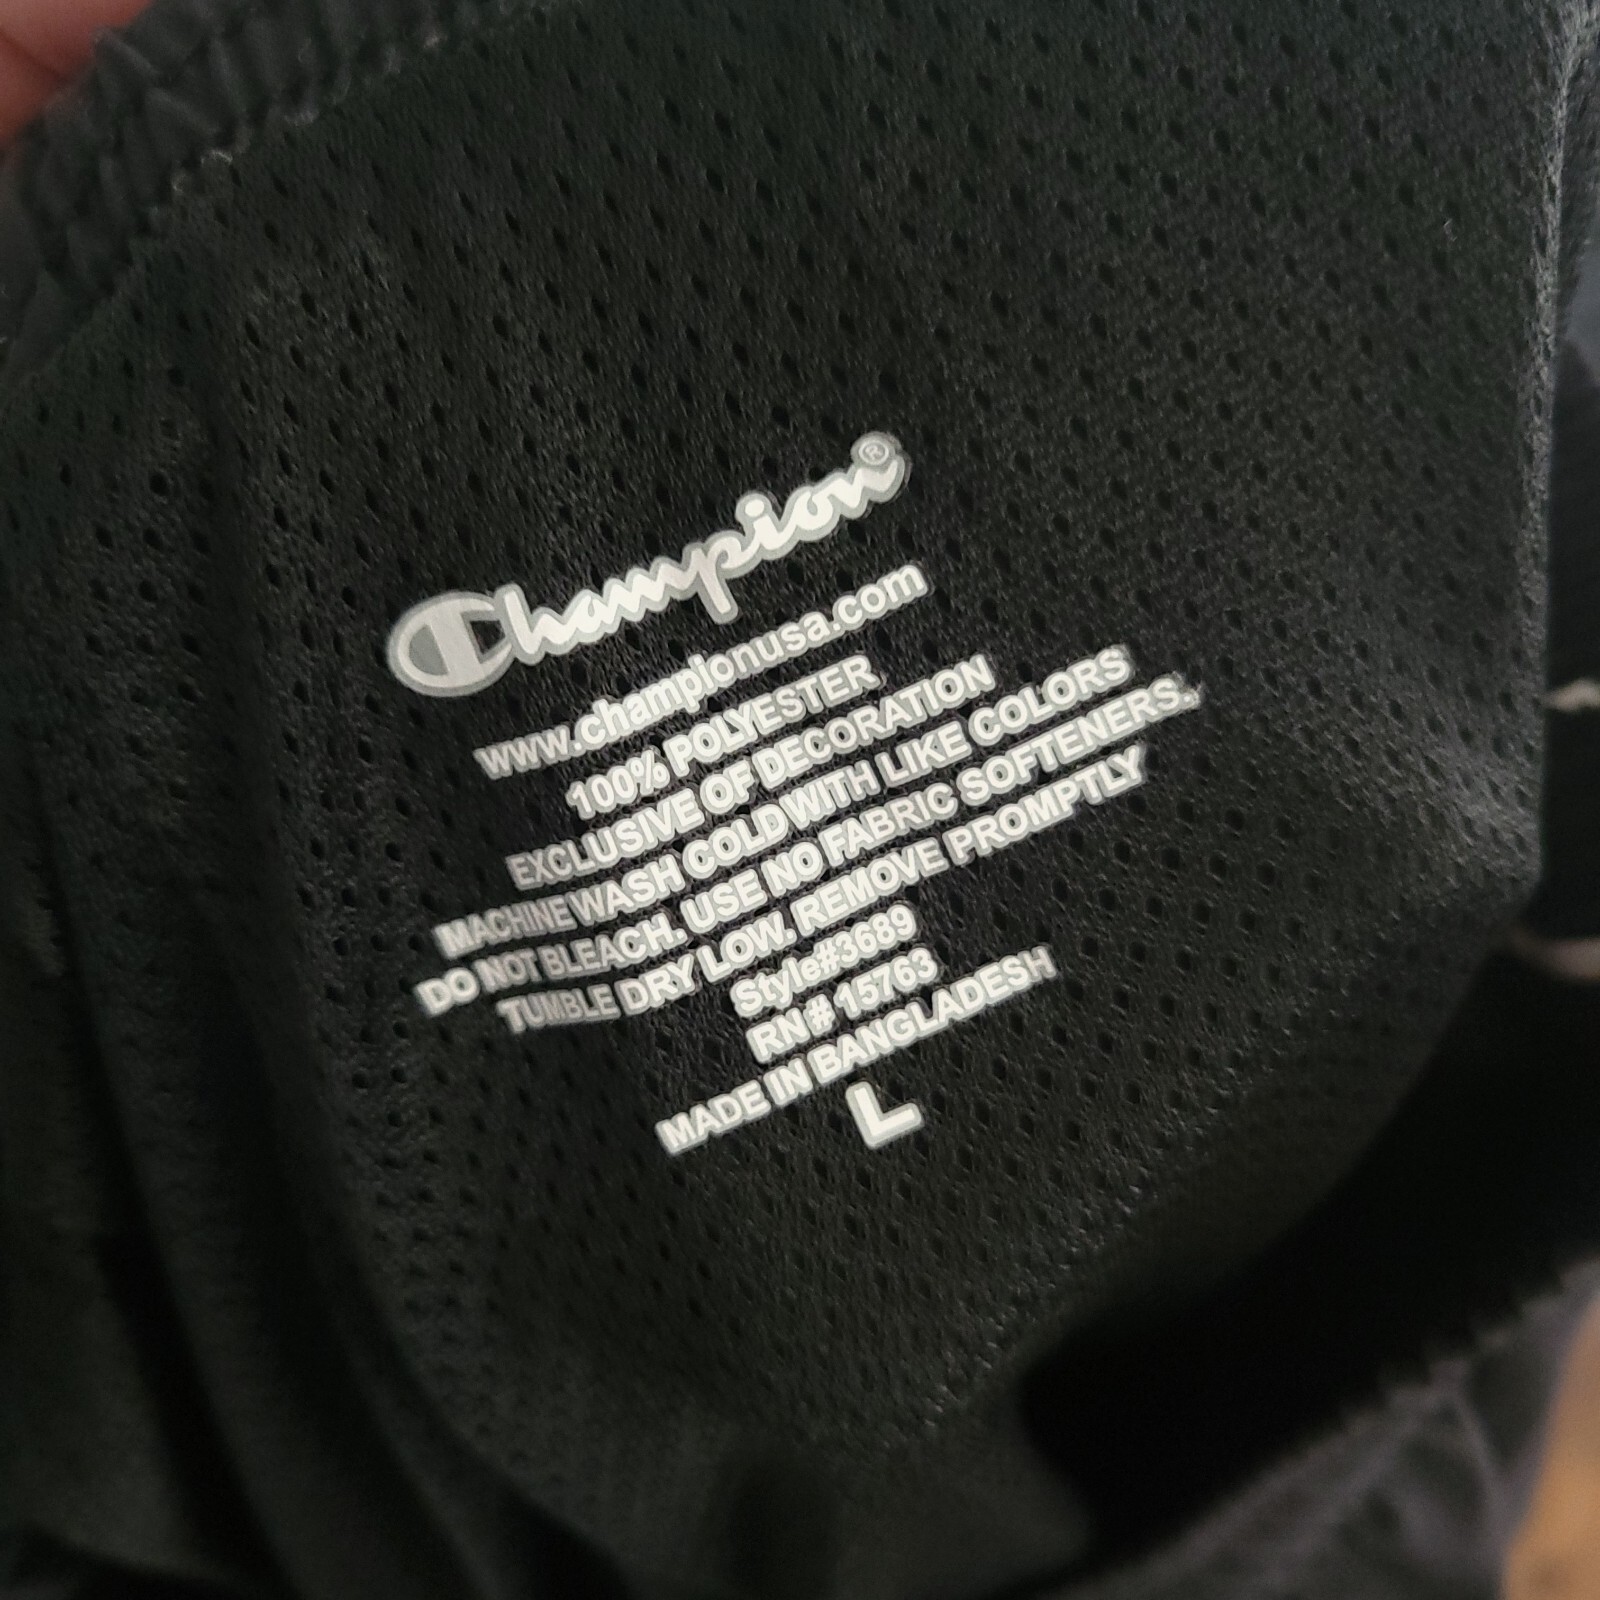 Champion®
www.championusa.com
100% POLYESTER
EXCLUSIVE OF DECORATION
MACHINE WASH COLD WITH LIKE COLORS
DO NOT BLEACH. USE NO FABRIC SOFTENERS.
TUMBLE DRY LOW. REMOVE PROMPTLY
Style#3689
RN# 15763
MADE IN BANGLADESH
L